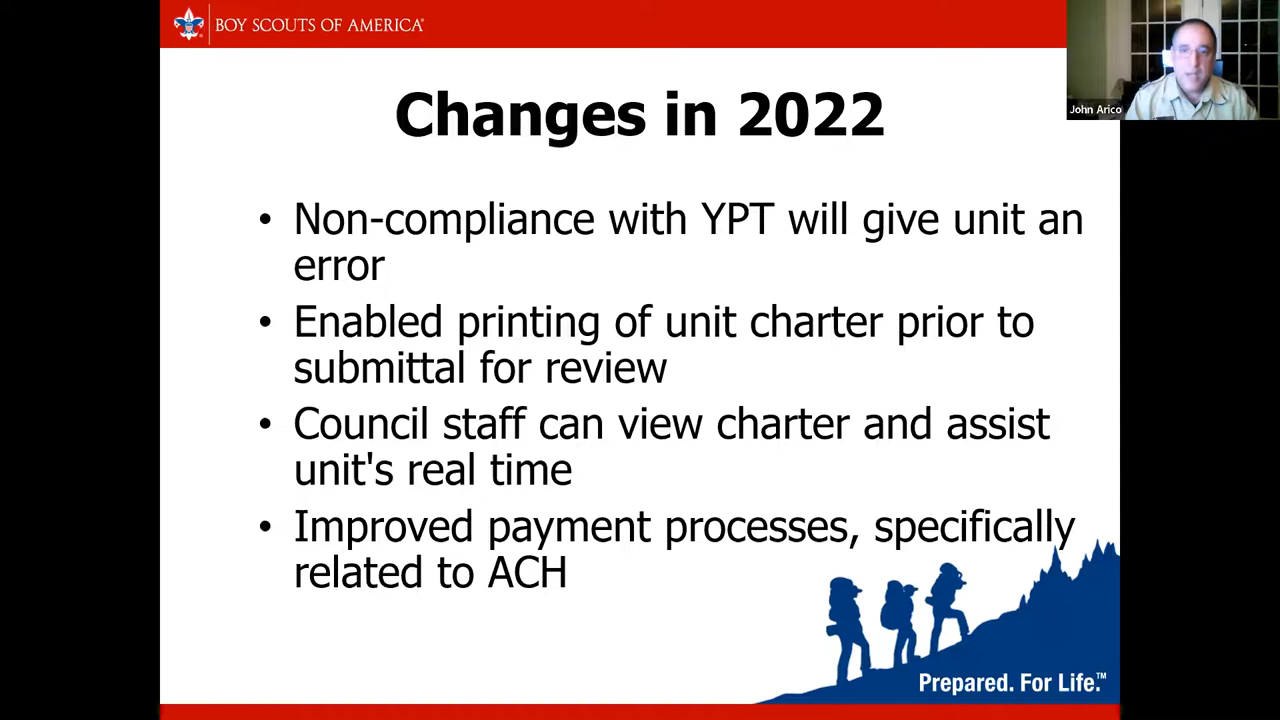 BOY SCOUTS OF AMERICA®
John Arico
Changes in 2022
• Non-compliance with YPT will give unit an
error
• Enabled printing of unit charter prior to
submittal for review
• Council staff can view charter and assist
unit's real time
• Improved payment processes, specifically
related to ACH
Prepared. For Life.™